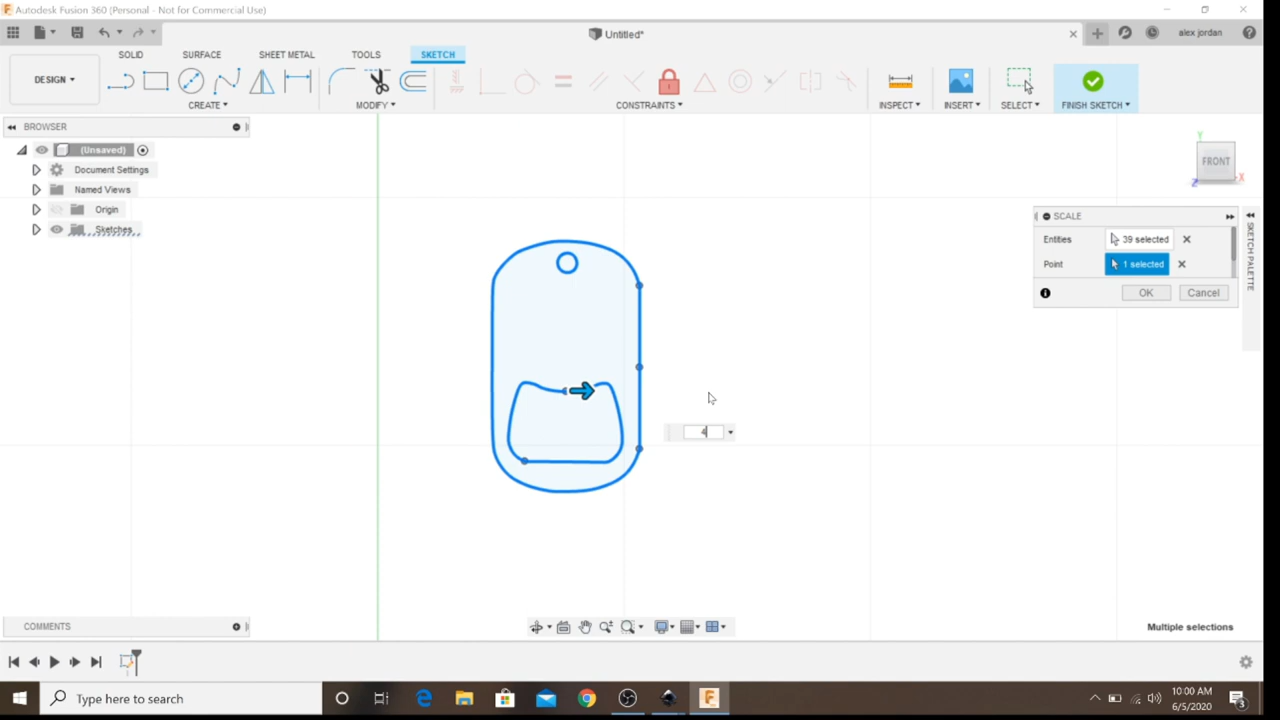 Autodesk Fusion 360 (Personal - Not for Commercial Use)
Untitled*
alex jordan
SOLID SURFACE SHEET METAL TOOLS SKETCH
DESIGN
CREATE MODIFY CONSTRAINTS INSPECT INSERT SELECT FINISH SKETCH
BROWSER
(Unsaved)
Document Settings
Named Views
Origin
Sketches
Y
FRONT
Z
X
SCALE
Entities 39 selected
Point 1 selected
OK Cancel
SKETCH PALETTE
4
COMMENTS
Multiple selections
Type here to search
10:00 AM
6/5/2020
3